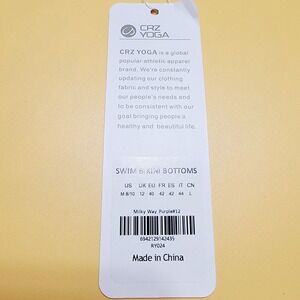 CRZ
YOGA
CRZ YOGA is a global
popular athletic apparel
brand. We're constantly
updating our clothing
fabric and style to meet
our people's needs and
to be consistent with our
goal bringing people a
healthy and beautiful life.
SWIM BIKINI BOTTOMS
US UK EU FR ES IT CN
M 8/10 12 40 42 42 44 L
Milky Way Purple#12
6942129142435
RY024
Made in China